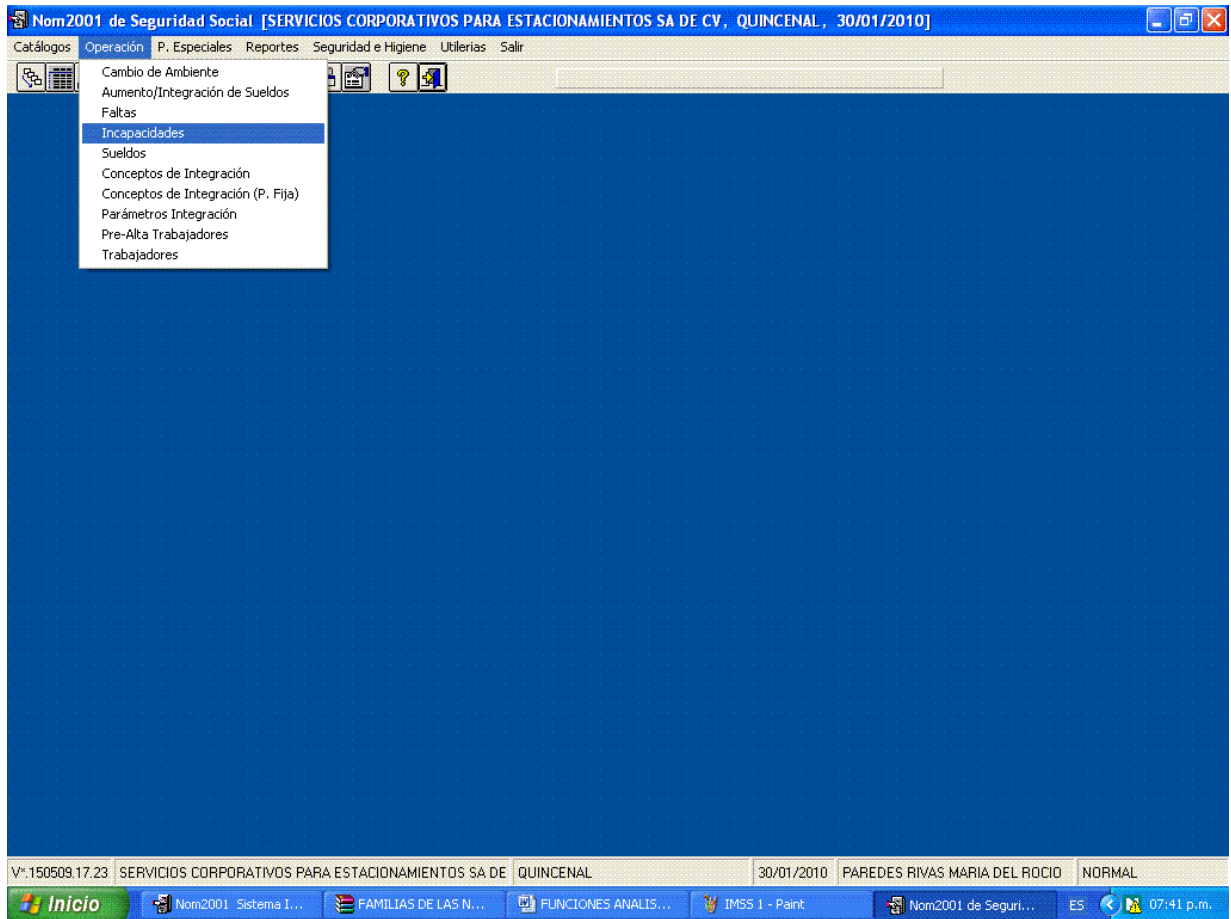 Nom2001 de Seguridad Social [SERVICIOS CORPORATIVOS PARA ESTACIONAMIENTOS SA DE CV, QUINCENAL, 30/01/2010]
Catálogos Operación P. Especiales Reportes Seguridad e Higiene Utilerias Salir
Cambio de Ambiente
Aumento/Integración de Sueldos
Faltas
Incapacidades
Sueldos
Conceptos de Integración
Conceptos de Integración (P. Fija)
Parámetros Integración
Pre-Alta Trabajadores
Trabajadores
V*.150509.17.23 SERVICIOS CORPORATIVOS PARA ESTACIONAMIENTOS SA DE QUINCENAL 30/01/2010 PAREDES RIVAS MARIA DEL ROCIO NORMAL
Inicio Nom2001 Sistema I... FAMILIAS DE LAS N... FUNCIONES ANALIS... IMSS 1 - Paint Nom2001 de Seguri... ES 07:41 p.m.